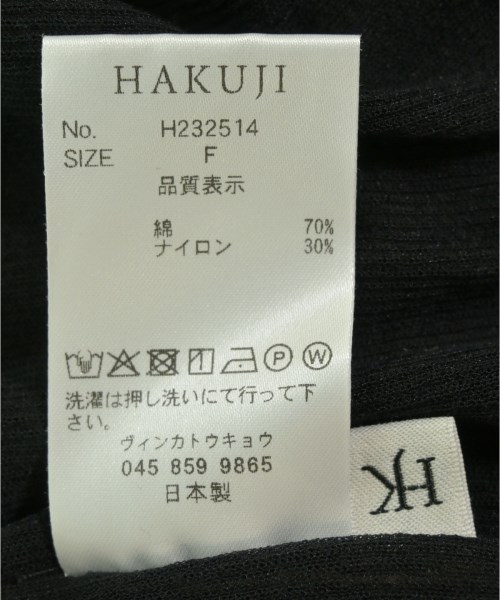 HAKUJI
No. H232514
SIZE F
品質表示
綿 70%
ナイロン 30%
P W
洗濯は押し洗いにて行って下
さい。
ヴィンカトウキョウ
045 859 9865
日本製
HK